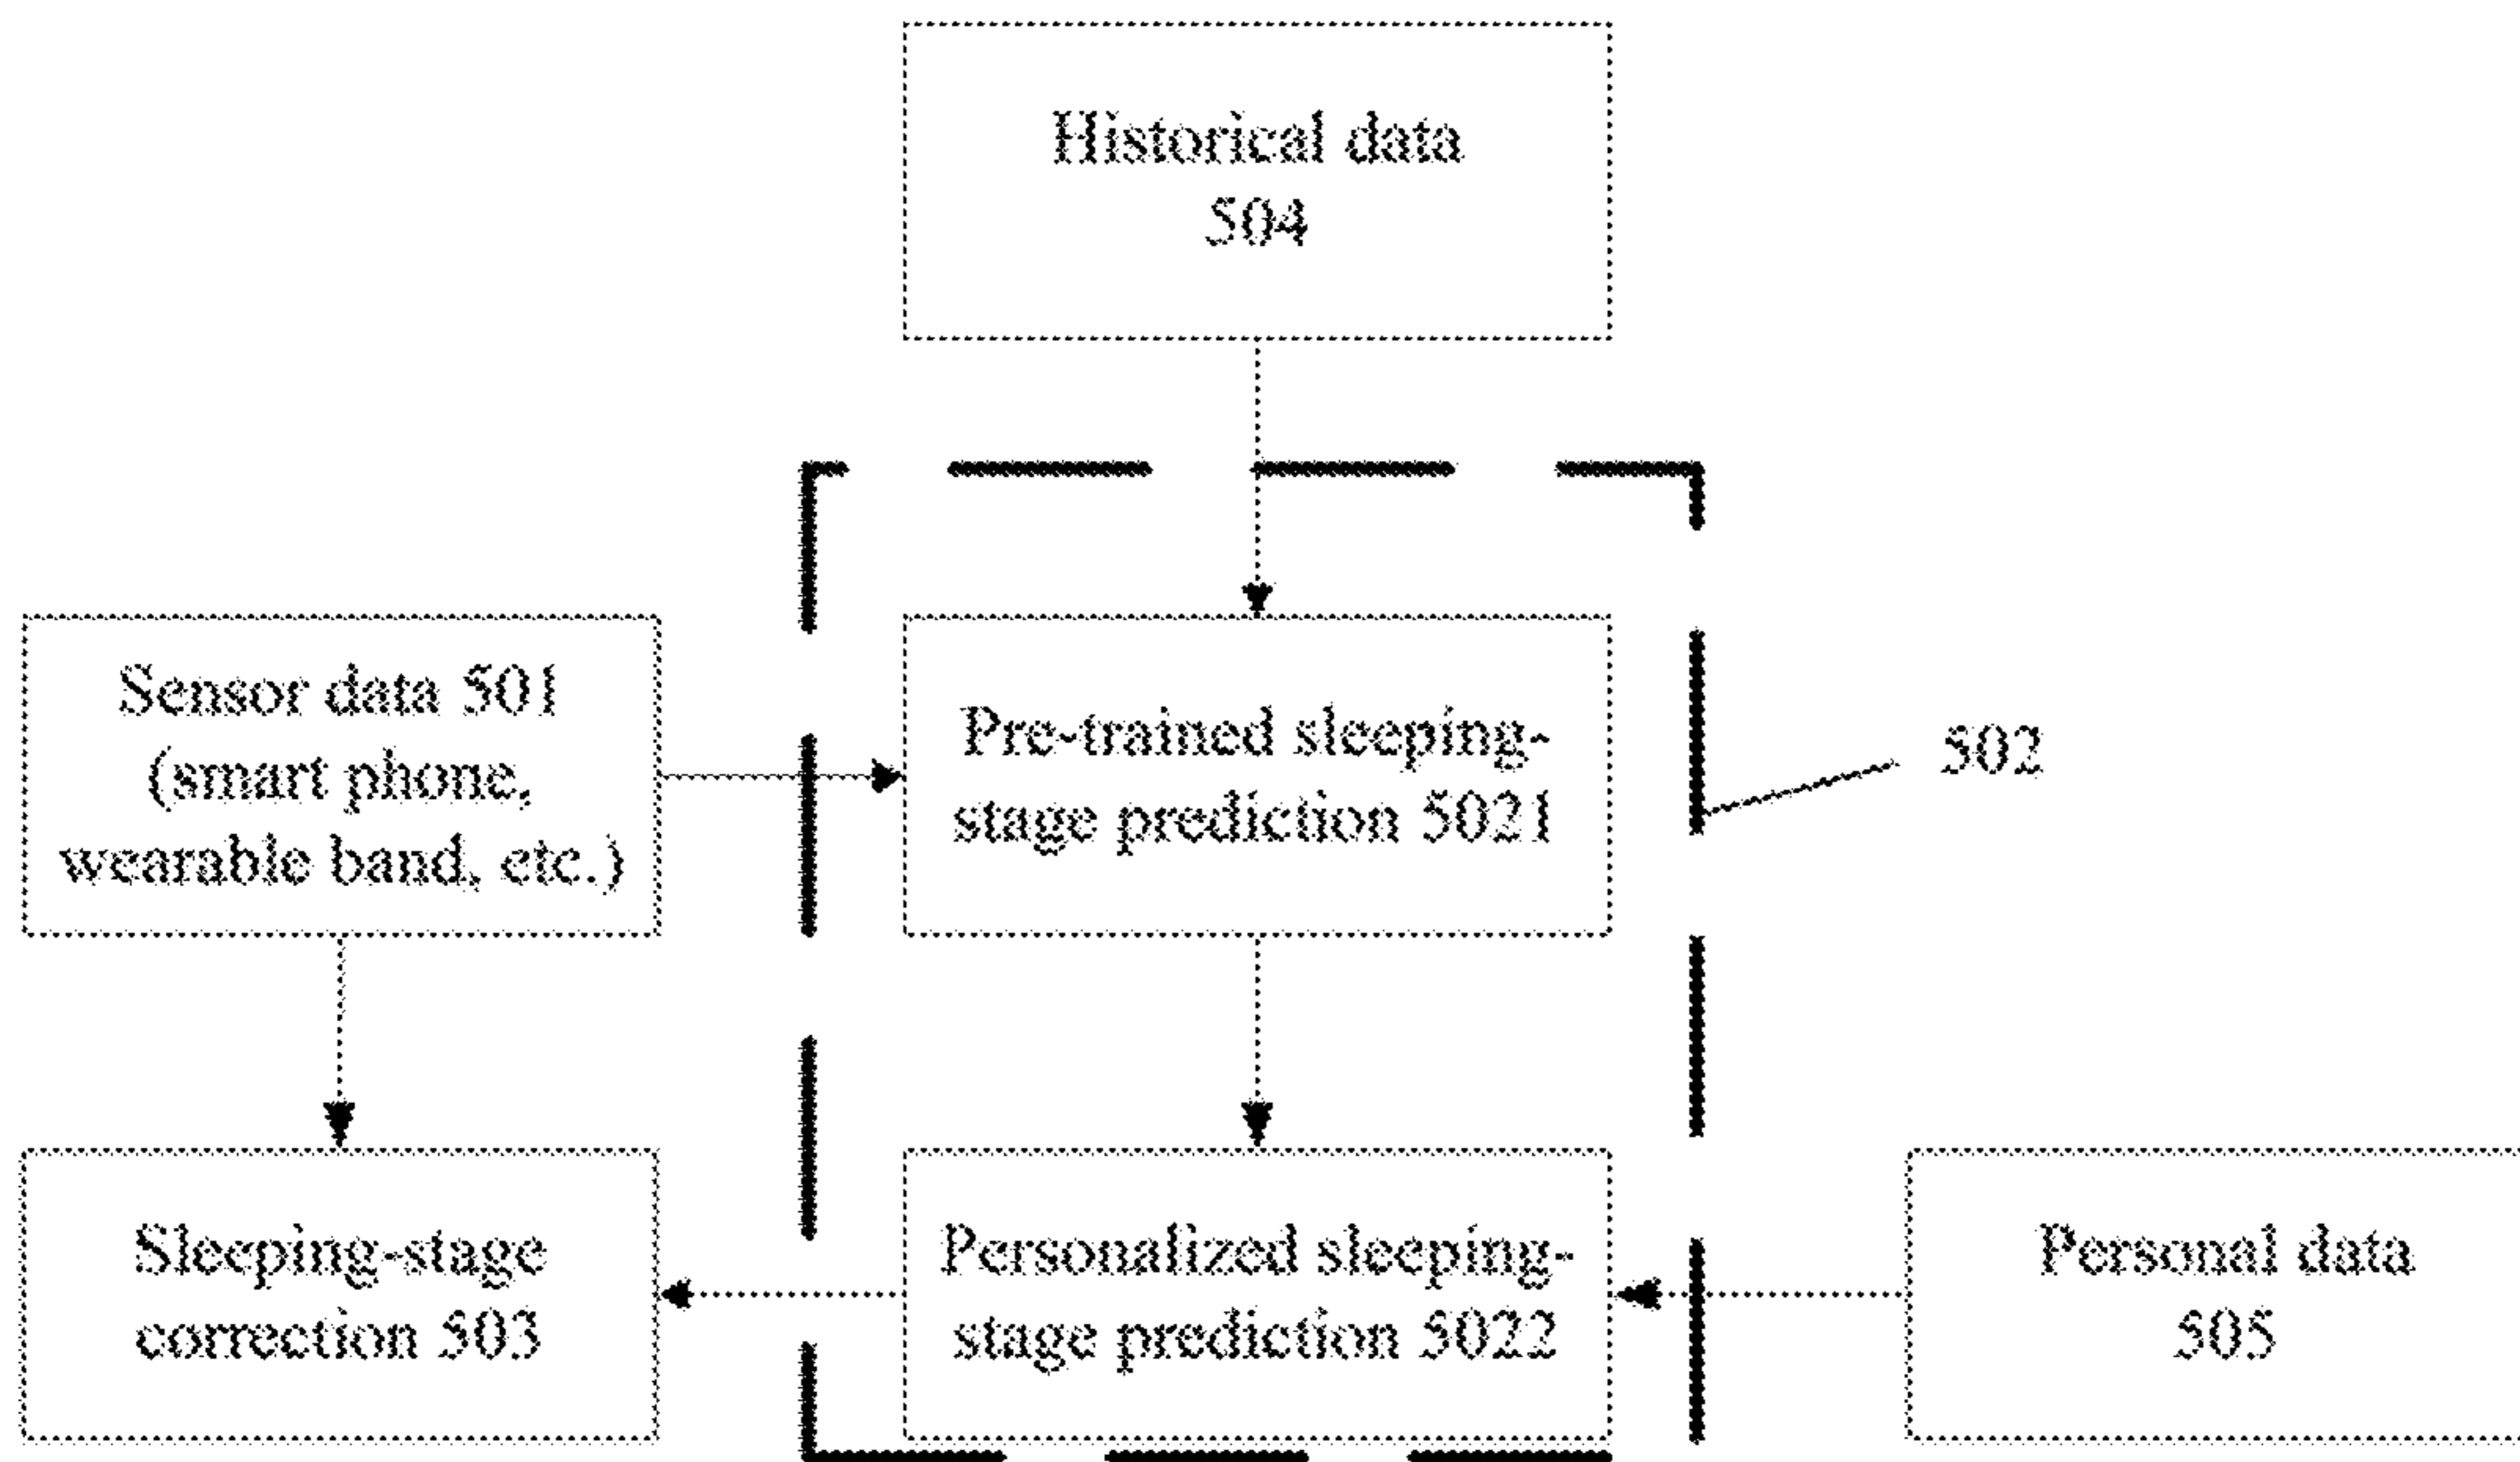 Historical data
504
Sensor data 501
(smart phone,
wearable band, etc.)
Pre-trained sleeping-
stage prediction 5021
502
Sleeping-stage
correction 503
Personalized sleeping-
stage prediction 5022
Personal data
505